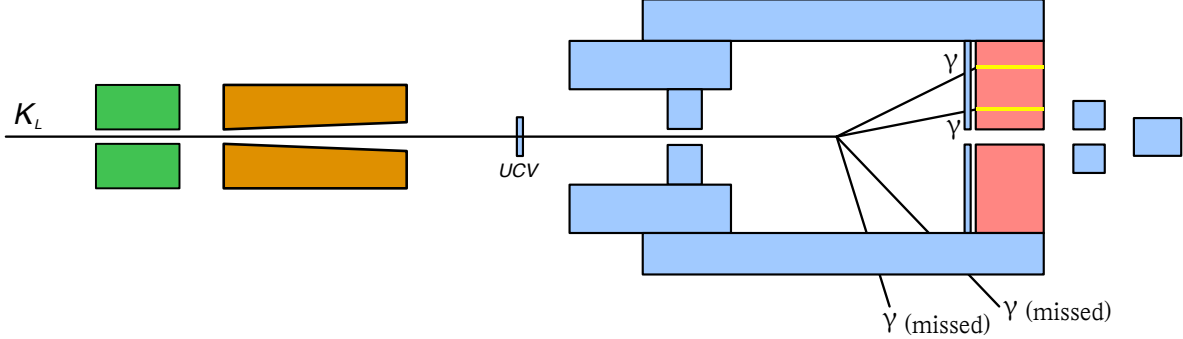 γ
K_L
γ
UCV
γ (missed)
γ (missed)